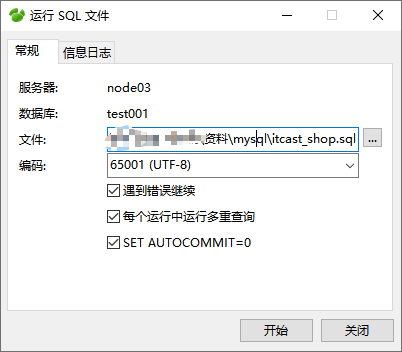 运行 SQL 文件
常规 信息日志
服务器: node03
数据库: test001
文件: \资料\mysql\itcast_shop.sql ...
编码: 65001 (UTF-8)
遇到错误继续
每个运行中运行多重查询
SET AUTOCOMMIT=0
开始 关闭